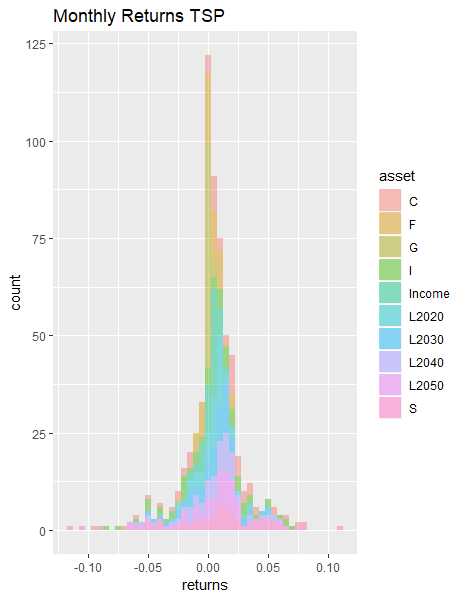 Monthly Returns TSP
125
100
75
50
25
0
count
-0.10
-0.05
0.00
0.05
0.10
returns
asset
C
F
G
I
Income
L2020
L2030
L2040
L2050
S